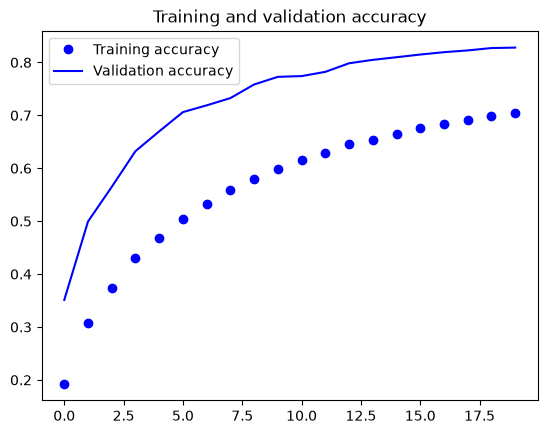 Training and validation accuracy
Training accuracy
Validation accuracy
0.8
0.7
0.6
0.5
0.4
0.3
0.2
0.0 2.5 5.0 7.5 10.0 12.5 15.0 17.5